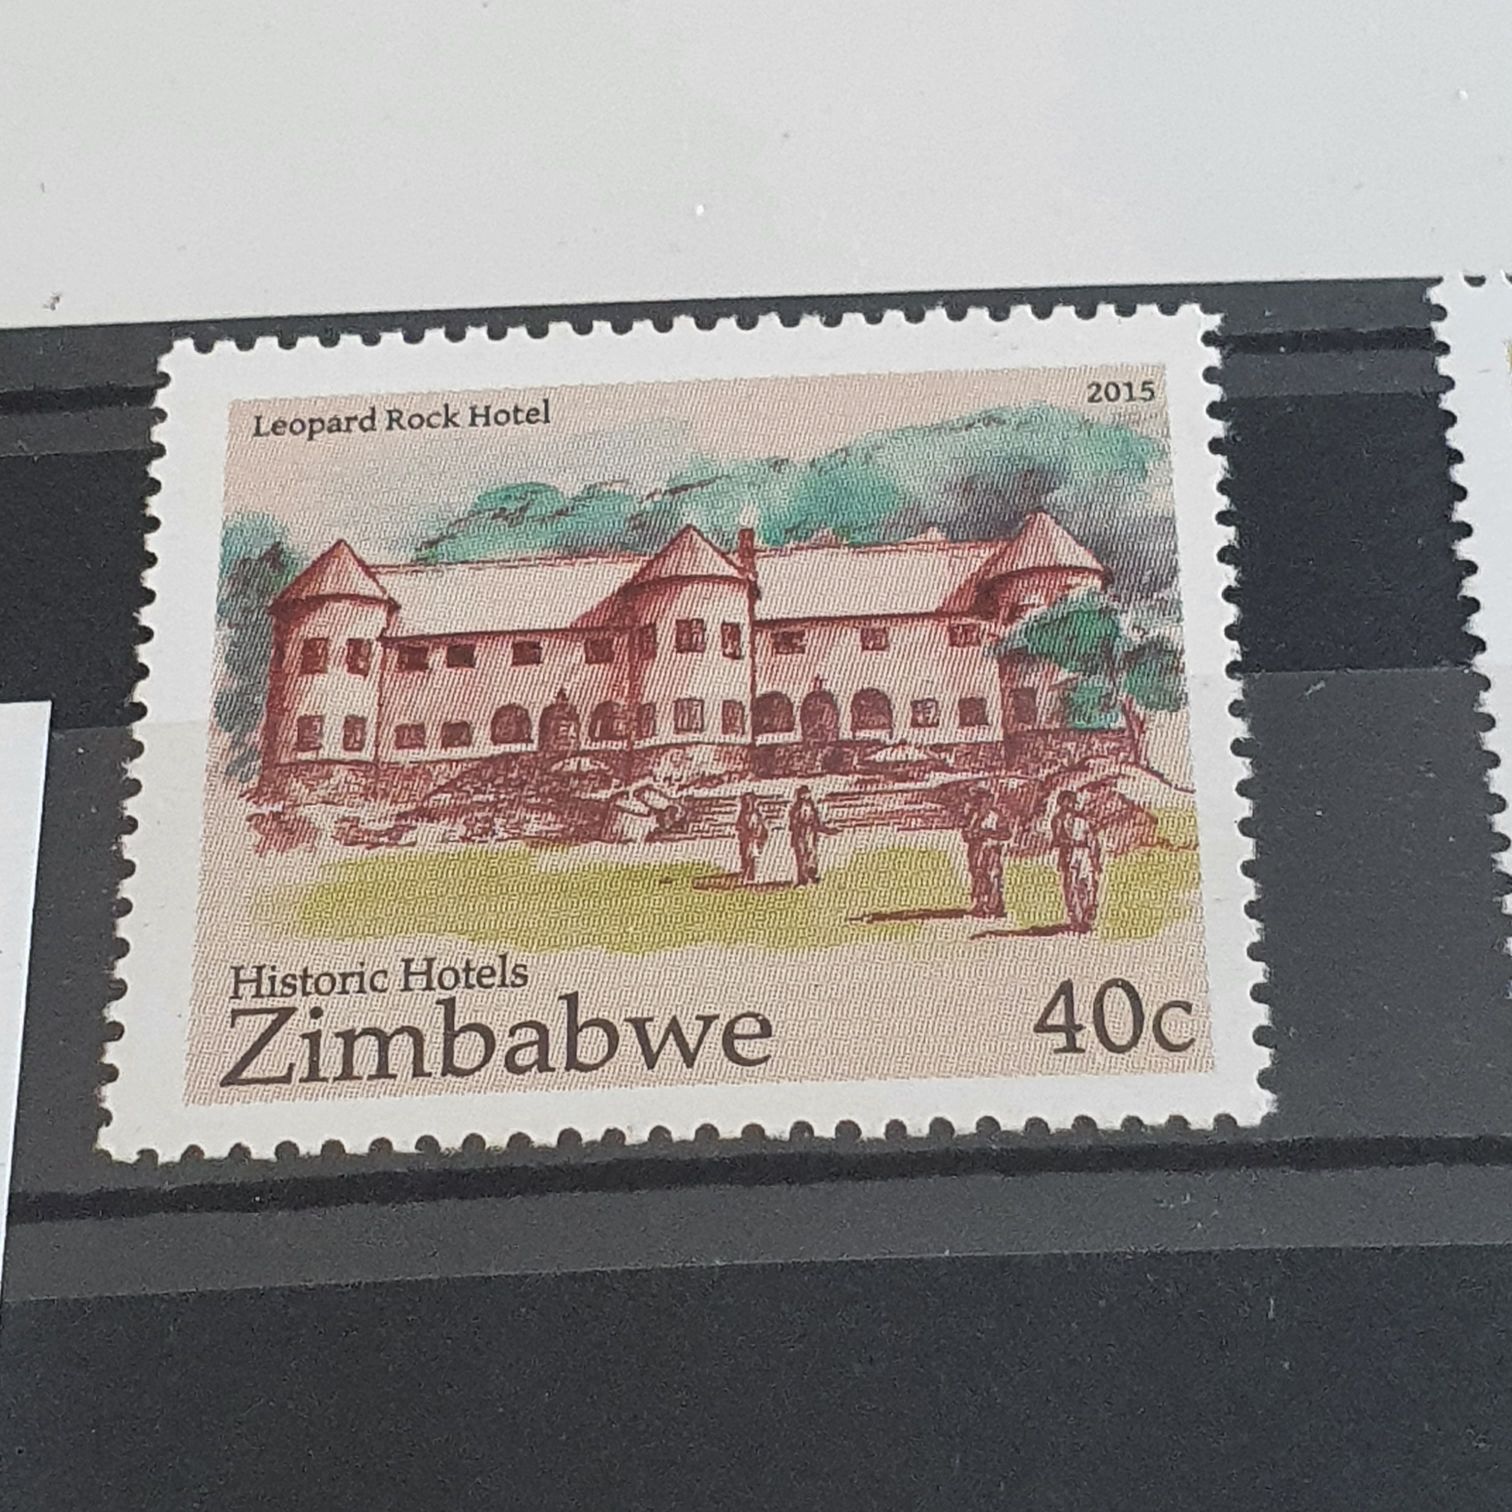 Leopard Rock Hotel
2015
Historic Hotels
Zimbabwe
40c